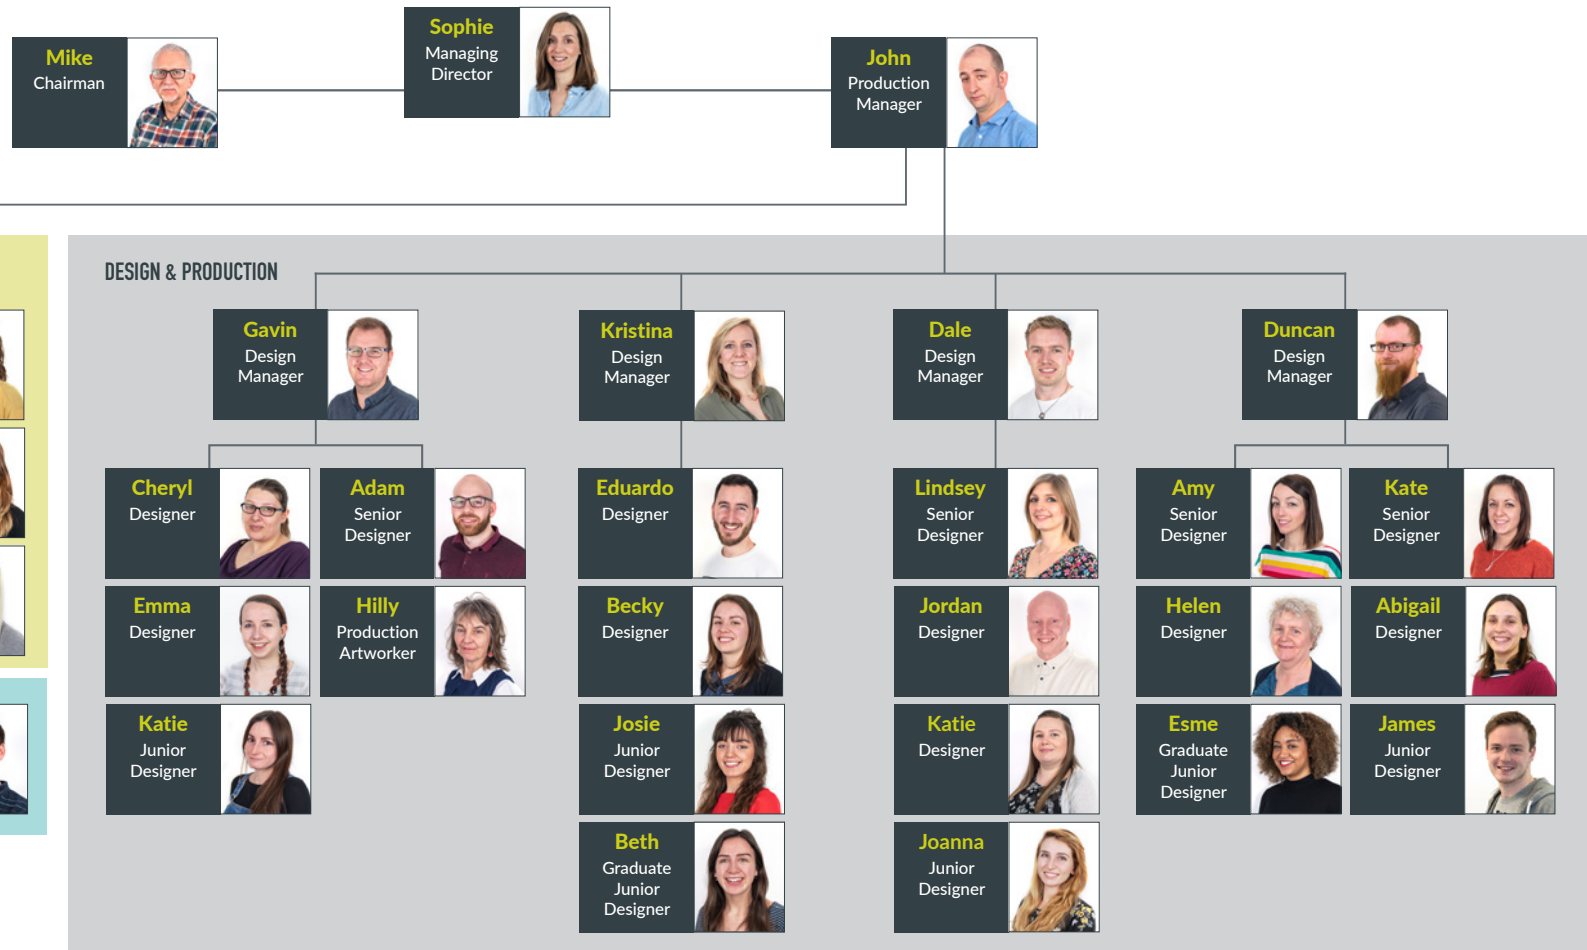 Mike
Chairman
Sophie
Managing
Director
John
Production
Manager
DESIGN & PRODUCTION
Gavin
Design
Manager
Kristina
Design
Manager
Dale
Design
Manager
Duncan
Design
Manager
Cheryl
Designer
Adam
Senior
Designer
Eduardo
Designer
Lindsey
Senior
Designer
Amy
Senior
Designer
Kate
Senior
Designer
Emma
Designer
Hilly
Production
Artworker
Becky
Designer
Jordan
Designer
Helen
Designer
Abigail
Designer
Katie
Junior
Designer
Josie
Junior
Designer
Katie
Designer
Esme
Graduate
Junior
Designer
James
Junior
Designer
Beth
Graduate
Junior
Designer
Joanna
Junior
Designer